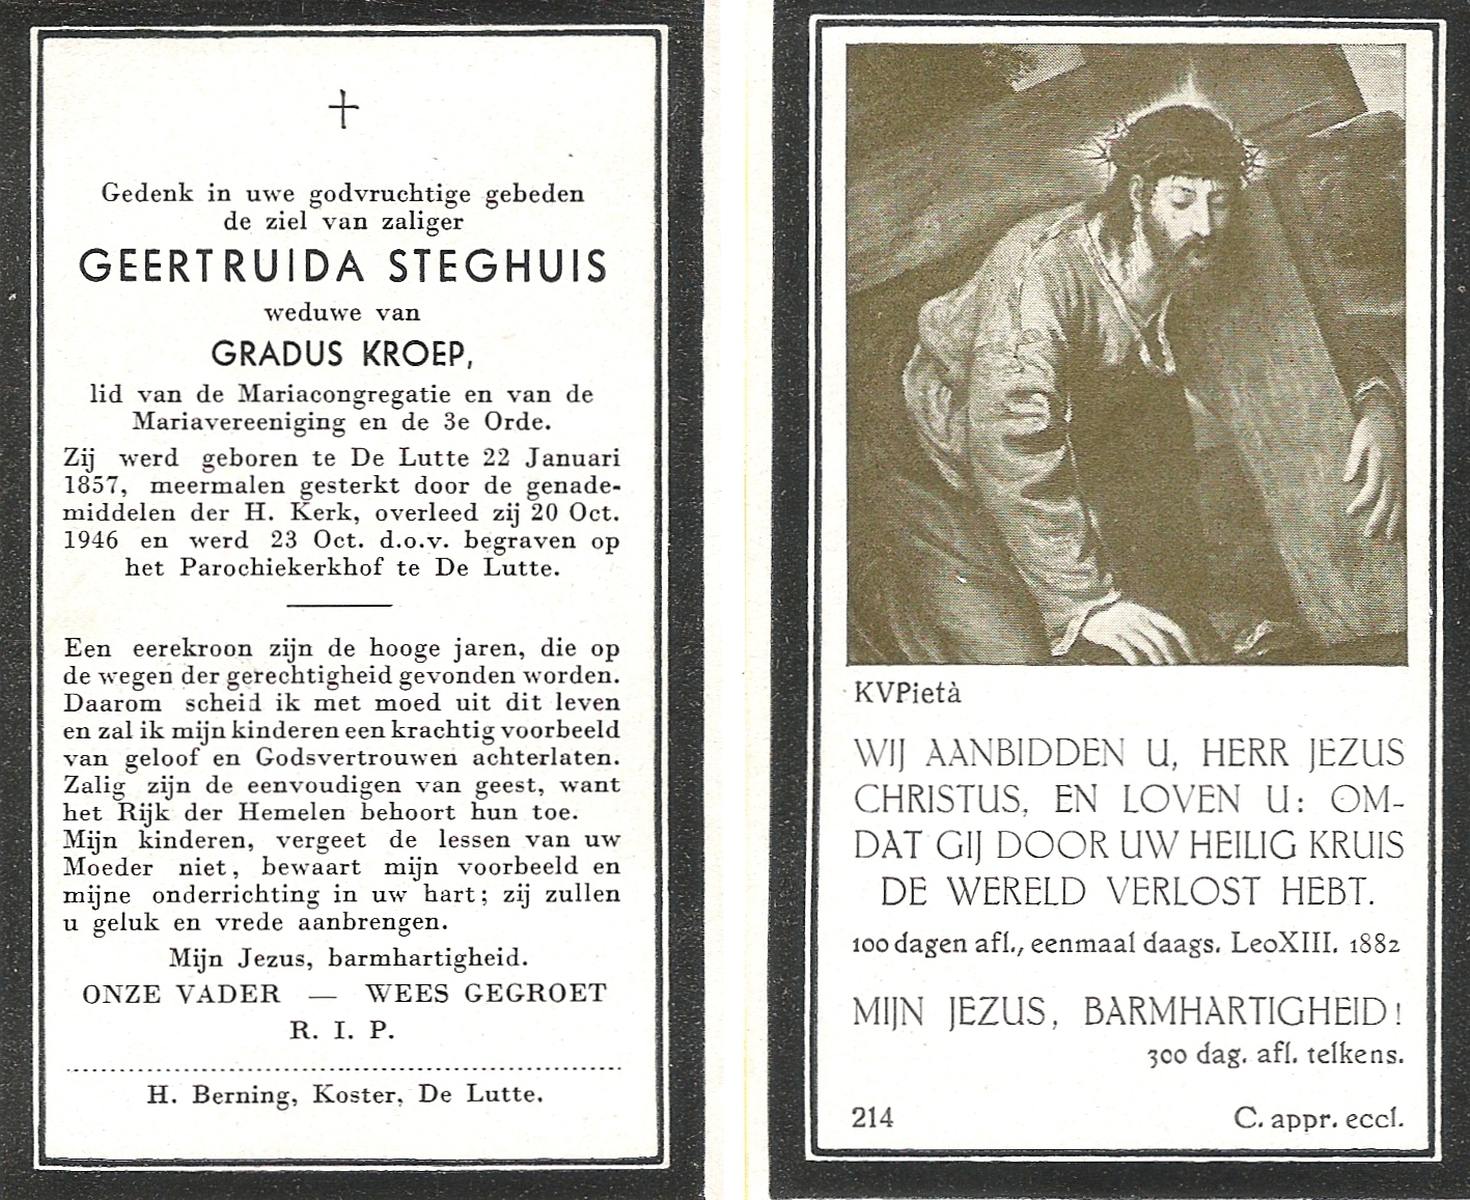 Gedenk in uwe godvruchtige gebeden
de ziel van zaliger
GEERTRUIDA STEGHUIS
weduwe van
GRADUS KROEP,
lid van de Mariacongregatie en van de
Mariavereeniging en de 3e Orde.
Zij werd geboren te De Lutte 22 Januari
1857, meermalen gesterkt door de genade-
middelen der H. Kerk, overleed zij 20 Oct.
1946 en werd 23 Oct. d.o.v. begraven op
het Parochiekerkhof te De Lutte.
Een eerekroon zijn de hooge jaren, die op
de wegen der gerechtigheid gevonden worden.
Daarom scheid ik met moed uit dit leven
en zal ik mijn kinderen een krachtig voorbeeld
van geloof en Godsvertrouwen achterlaten.
Zalig zijn de eenvoudigen van geest, want
het Rijk der Hemelen behoort hun toe.
Mijn kinderen, vergeet de lessen van uw
Moeder niet, bewaart mijn voorbeeld en
mijne onderrichting in uw hart; zij zullen
u geluk en vrede aanbrengen.
Mijn Jezus, barmhartigheid.
ONZE VADER — WEES GEGROET
R. I. P.
H. Berning, Koster, De Lutte.
KVPietà
WIJ AANBIDDEN U, HERR JEZUS
CHRISTUS, EN LOVEN U: OM-
DAT GIJ DOOR UW HEILIG KRUIS
DE WERELD VERLOST HEBT.
100 dagen afl., eenmaal daags. Leo XIII. 1882
MIJN JEZUS, BARMHARTIGHEID!
300 dag. afl. telkens.
214 C. appr. eccl.